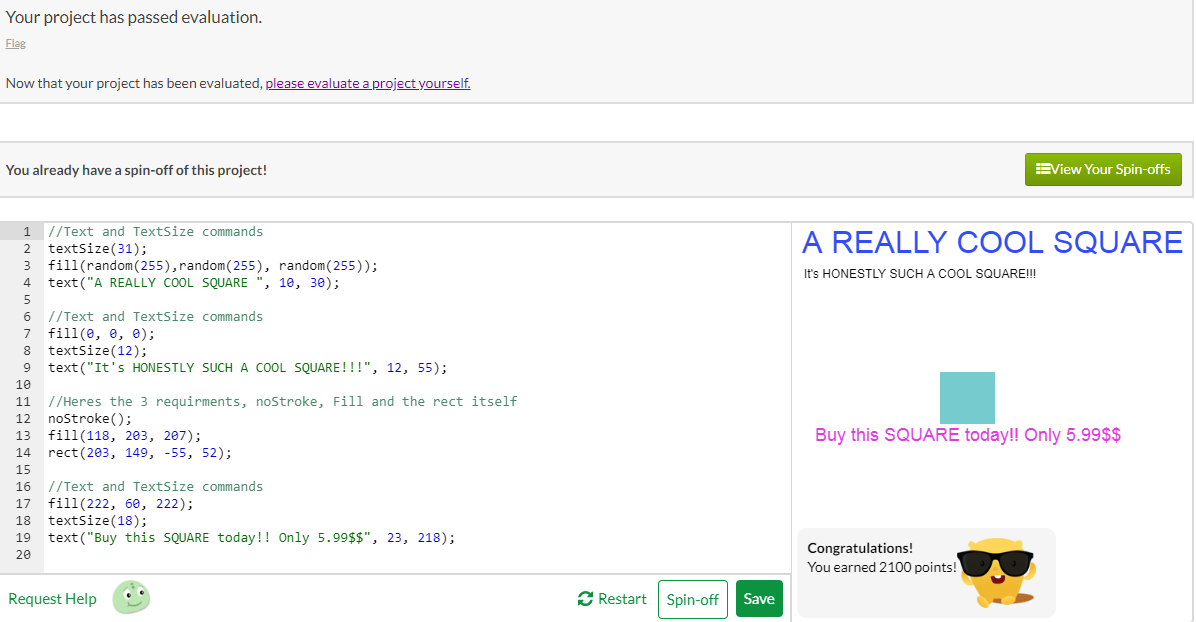 Your project has passed evaluation.
Flag
Now that your project has been evaluated, please evaluate a project yourself.
You already have a spin-off of this project!
View Your Spin-offs
1 //Text and TextSize commands
2 textSize(31);
3 fill(random(255),random(255), random(255));
4 text("A REALLY COOL SQUARE ", 10, 30);
5
6 //Text and TextSize commands
7 fill(0, 0, 0);
8 textSize(12);
9 text("It's HONESTLY SUCH A COOL SQUARE!!!", 12, 55);
10
11 //Heres the 3 requirments, noStroke, Fill and the rect itself
12 noStroke();
13 fill(118, 203, 207);
14 rect(203, 149, -55, 52);
15
16 //Text and TextSize commands
17 fill(222, 60, 222);
18 textSize(18);
19 text("Buy this SQUARE today!! Only 5.99$$", 23, 218);
20
A REALLY COOL SQUARE
It's HONESTLY SUCH A COOL SQUARE!!!
Buy this SQUARE today!! Only 5.99$$
Congratulations!
You earned 2100 points!
Request Help
Restart
Spin-off
Save